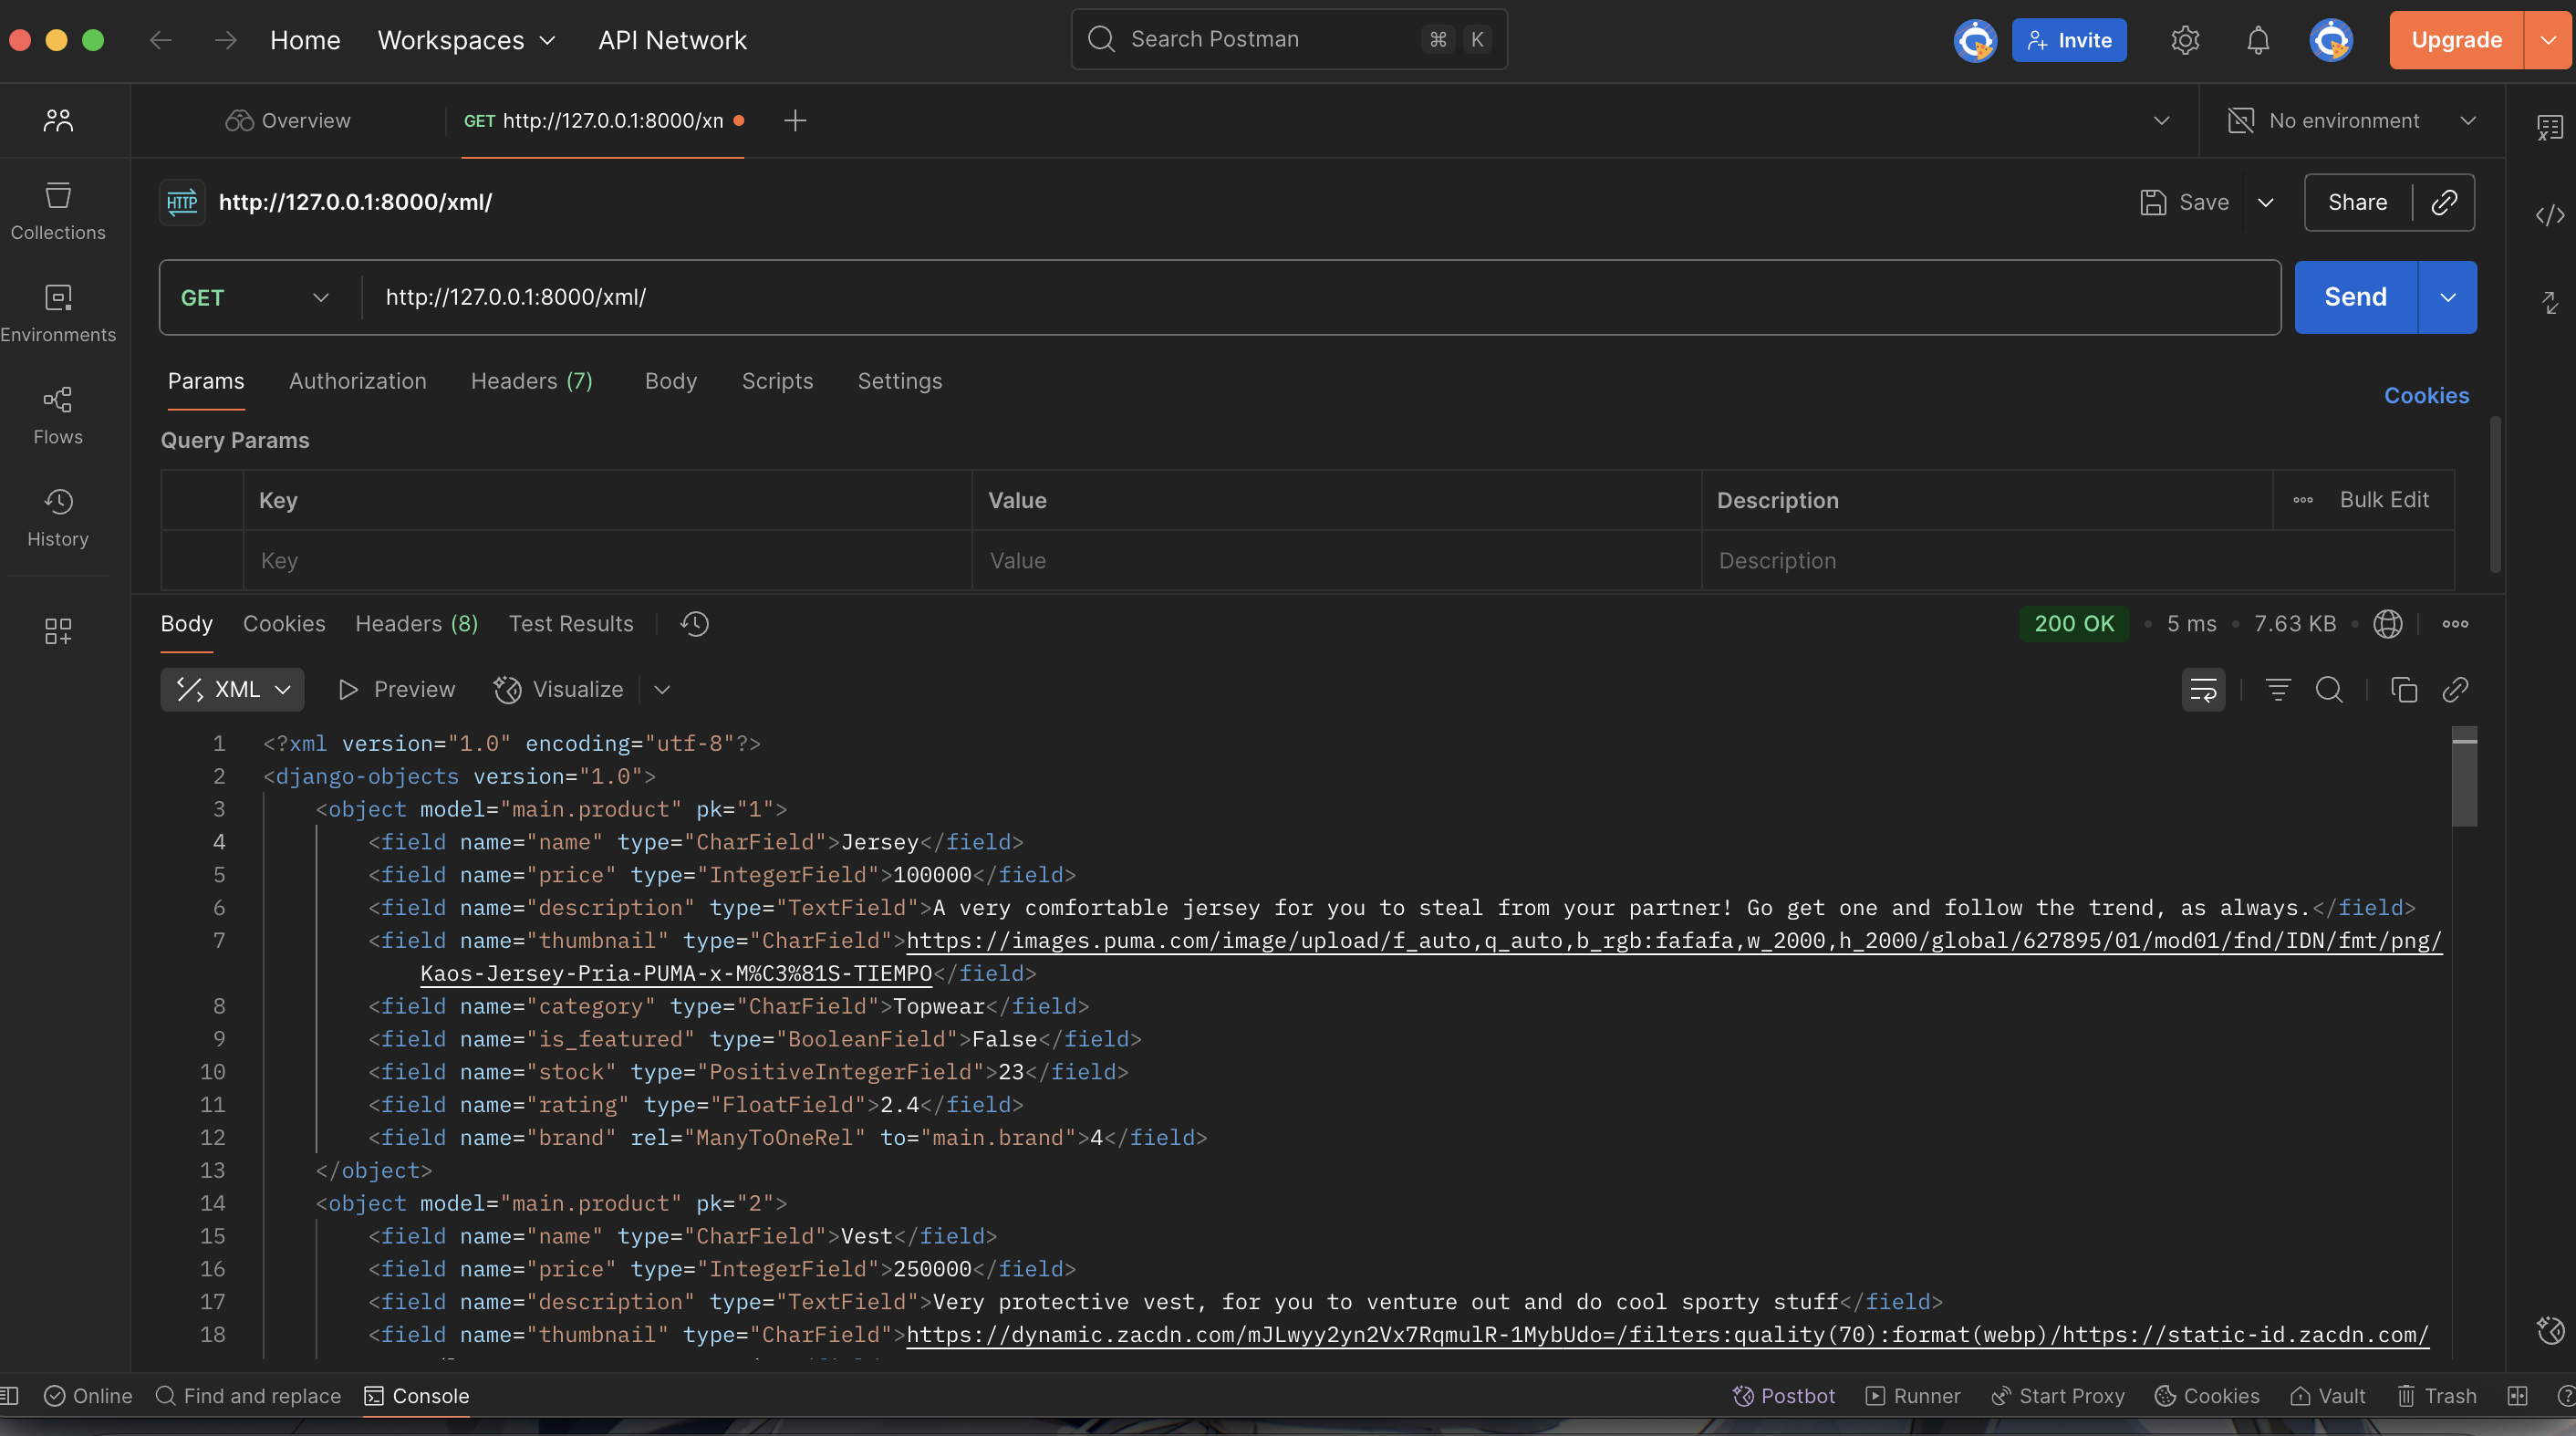 Home Workspaces API Network Search Postman ⌘ K Invite Upgrade
Overview GET http://127.0.0.1:8000/xn No environment
HTTP http://127.0.0.1:8000/xml/ Save Share
GET http://127.0.0.1:8000/xml/ Send
Collections
Environments
Flows
History
Params Authorization Headers (7) Body Scripts Settings Cookies
Query Params
Key Value Description Bulk Edit
Key Value Description
Body Cookies Headers (8) Test Results 200 OK • 5 ms • 7.63 KB •
XML Preview Visualize
1 <?xml version="1.0" encoding="utf-8"?>
2 <django-objects version="1.0">
3 <object model="main.product" pk="1">
4 <field name="name" type="CharField">Jersey</field>
5 <field name="price" type="IntegerField">100000</field>
6 <field name="description" type="TextField">A very comfortable jersey for you to steal from your partner! Go get one and follow the trend, as always.</field>
7 <field name="thumbnail" type="CharField">https://images.puma.com/image/upload/f_auto,q_auto,b_rgb:fafafa,w_2000,h_2000/global/627895/01/mod01/fnd/IDN/fmt/png/
Kaos-Jersey-Pria-PUMA-x-M%C3%81S-TIEMPO</field>
8 <field name="category" type="CharField">Topwear</field>
9 <field name="is_featured" type="BooleanField">False</field>
10 <field name="stock" type="PositiveIntegerField">23</field>
11 <field name="rating" type="FloatField">2.4</field>
12 <field name="brand" rel="ManyToOneRel" to="main.brand">4</field>
13 </object>
14 <object model="main.product" pk="2">
15 <field name="name" type="CharField">Vest</field>
16 <field name="price" type="IntegerField">250000</field>
17 <field name="description" type="TextField">Very protective vest, for you to venture out and do cool sporty stuff</field>
18 <field name="thumbnail" type="CharField">https://dynamic.zacdn.com/mJLwyy2yn2Vx7RqmulR-1MybUdo=/filters:quality(70):format(webp)/https://static-id.zacdn.com/
Online Find and replace Console Postbot Runner Start Proxy Cookies Vault Trash